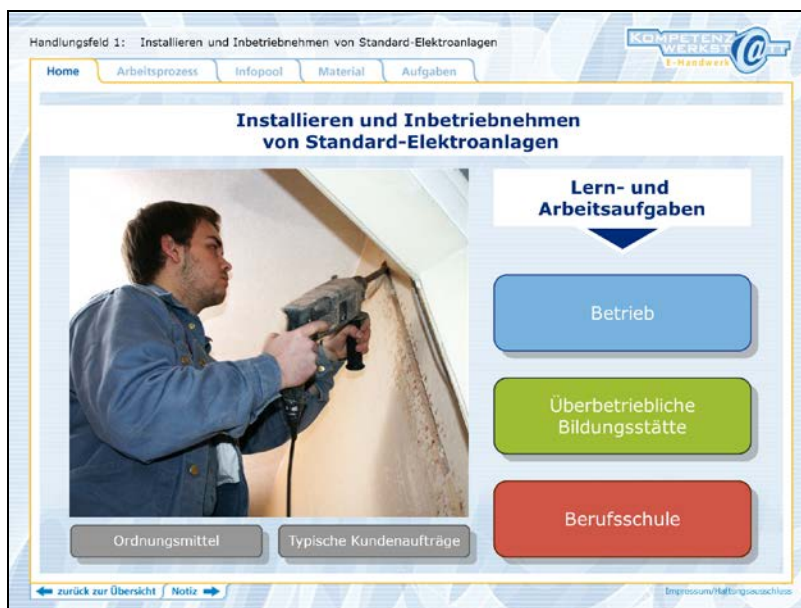 Handlungsfeld 1: Installieren und Inbetriebnehmen von Standard-Elektroanlagen
KOMPETENZ
WERKST@TT
E-Handwerk
Home
Arbeitsprozess
Infopool
Material
Aufgaben
Installieren und Inbetriebnehmen
von Standard-Elektroanlagen
Lern- und
Arbeitsaufgaben
Betrieb
Überbetriebliche
Bildungsstätte
Berufsschule
Ordnungsmittel
Typische Kundenaufträge
zurück zur Übersicht
Notiz
Impressum/Haftungsausschluss